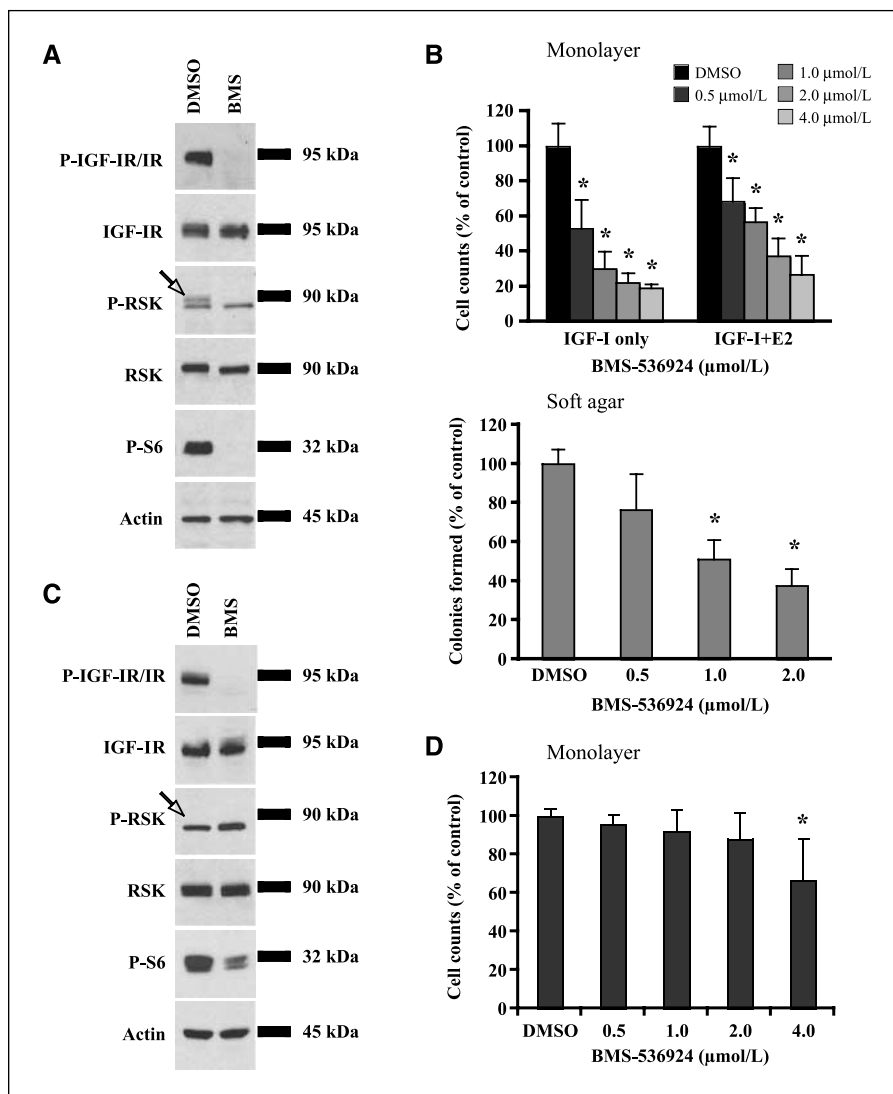 A
DMSO
BMS
P-IGF-IR/IR
95 kDa
IGF-IR
95 kDa
P-RSK
90 kDa
RSK
90 kDa
P-S6
32 kDa
Actin
45 kDa
B
Monolayer
DMSO
0.5 µmol/L
1.0 µmol/L
2.0 µmol/L
4.0 µmol/L
Cell counts (% of control)
120
100
80
60
40
20
0
* * * *
* * * *
IGF-I only IGF-I+E2
BMS-536924 (µmol/L)
Soft agar
Colonies formed (% of control)
120
100
80
60
40
20
0
* *
DMSO 0.5 1.0 2.0
BMS-536924 (µmol/L)
C
DMSO
BMS
P-IGF-IR/IR
95 kDa
IGF-IR
95 kDa
P-RSK
90 kDa
RSK
90 kDa
P-S6
32 kDa
Actin
45 kDa
D
Monolayer
Cell counts (% of control)
120
100
80
60
40
20
0
*
DMSO 0.5 1.0 2.0 4.0
BMS-536924 (µmol/L)